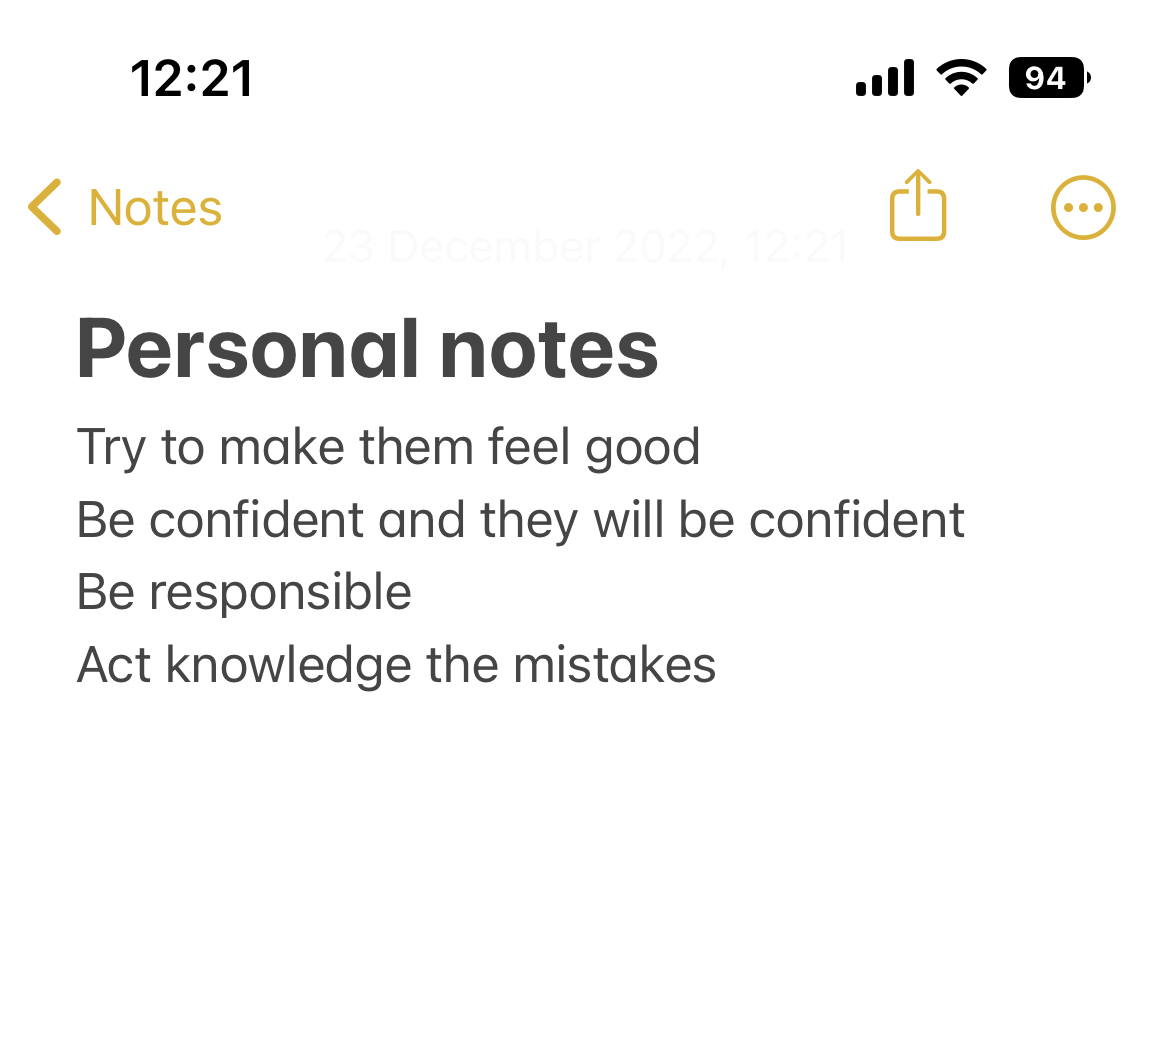 12:21
94
Notes
23 December 2022, 12:21
Personal notes
Try to make them feel good
Be confident and they will be confident
Be responsible
Act knowledge the mistakes